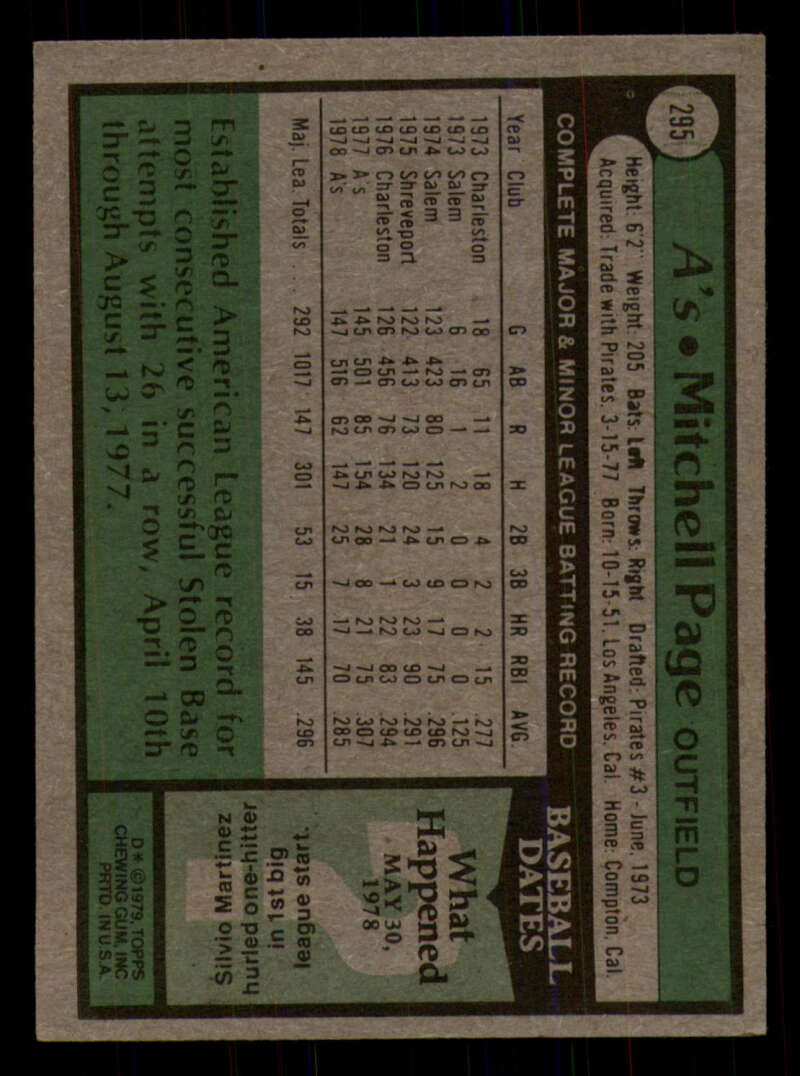 295
A's • Mitchell Page OUTFIELD
Height: 6'2" Weight: 205 Bats: Left Throws: Right Drafted: Pirates #3 - June, 1973
Acquired: Trade with Pirates, 3-15-77 Born: 10-15-51, Los Angeles, Cal. Home: Compton, Cal.
COMPLETE MAJOR & MINOR LEAGUE BATTING RECORD
Year Club G AB R H 2B 3B HR RBI AVG.
1973 Charleston 18 65 11 18 4 2 2 15 .277
1973 Salem 6 16 1 2 0 0 0 0 .125
1974 Salem 123 423 80 125 15 9 17 75 .296
1975 Shreveport 122 413 73 120 24 3 23 90 .291
1976 Charleston 126 456 76 134 21 1 22 83 .294
1977 A's 145 501 85 154 28 8 21 75 .307
1978 A's 147 516 62 147 25 7 17 70 .285
Maj. Lea. Totals . . . 292 1017 147 301 53 15 38 145 .296
Established American League record for
most consecutive successful Stolen Base
attempts with 26 in a row, April 10th
through August 13, 1977.
BASEBALL
DATES
What
Happened
MAY 30,
1978
Silvio Martinez
hurled one-hitter
in 1st big
league start.
D * © 1979, TOPPS
CHEWING GUM, INC
PRTD. IN U.S.A.